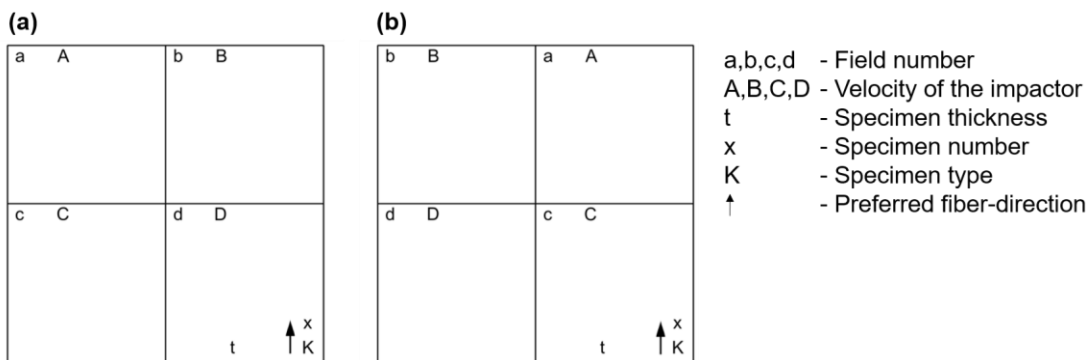 (a)
a A b B
c C d D
x
t K
(b)
b B a A
d D c C
x
t K
a,b,c,d - Field number
A,B,C,D - Velocity of the impactor
t - Specimen thickness
x - Specimen number
K - Specimen type
↑ - Preferred fiber-direction